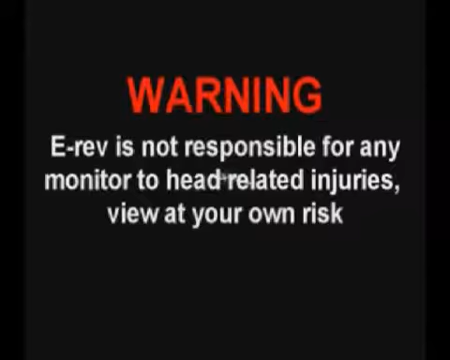 WARNING
E-rev is not responsible for any
monitor to head related injuries,
view at your own risk